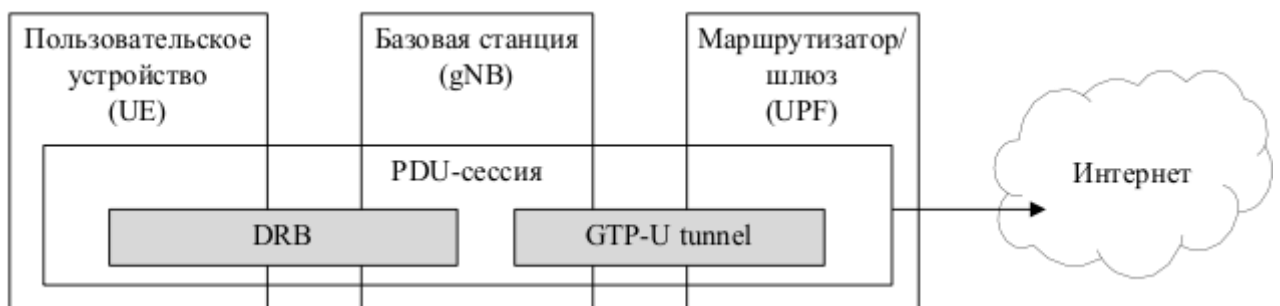 Пользовательское
устройство
(UE)
Базовая станция
(gNB)
Маршрутизатор/
шлюз
(UPF)
PDU-сессия
DRB
GTP-U tunnel
Интернет